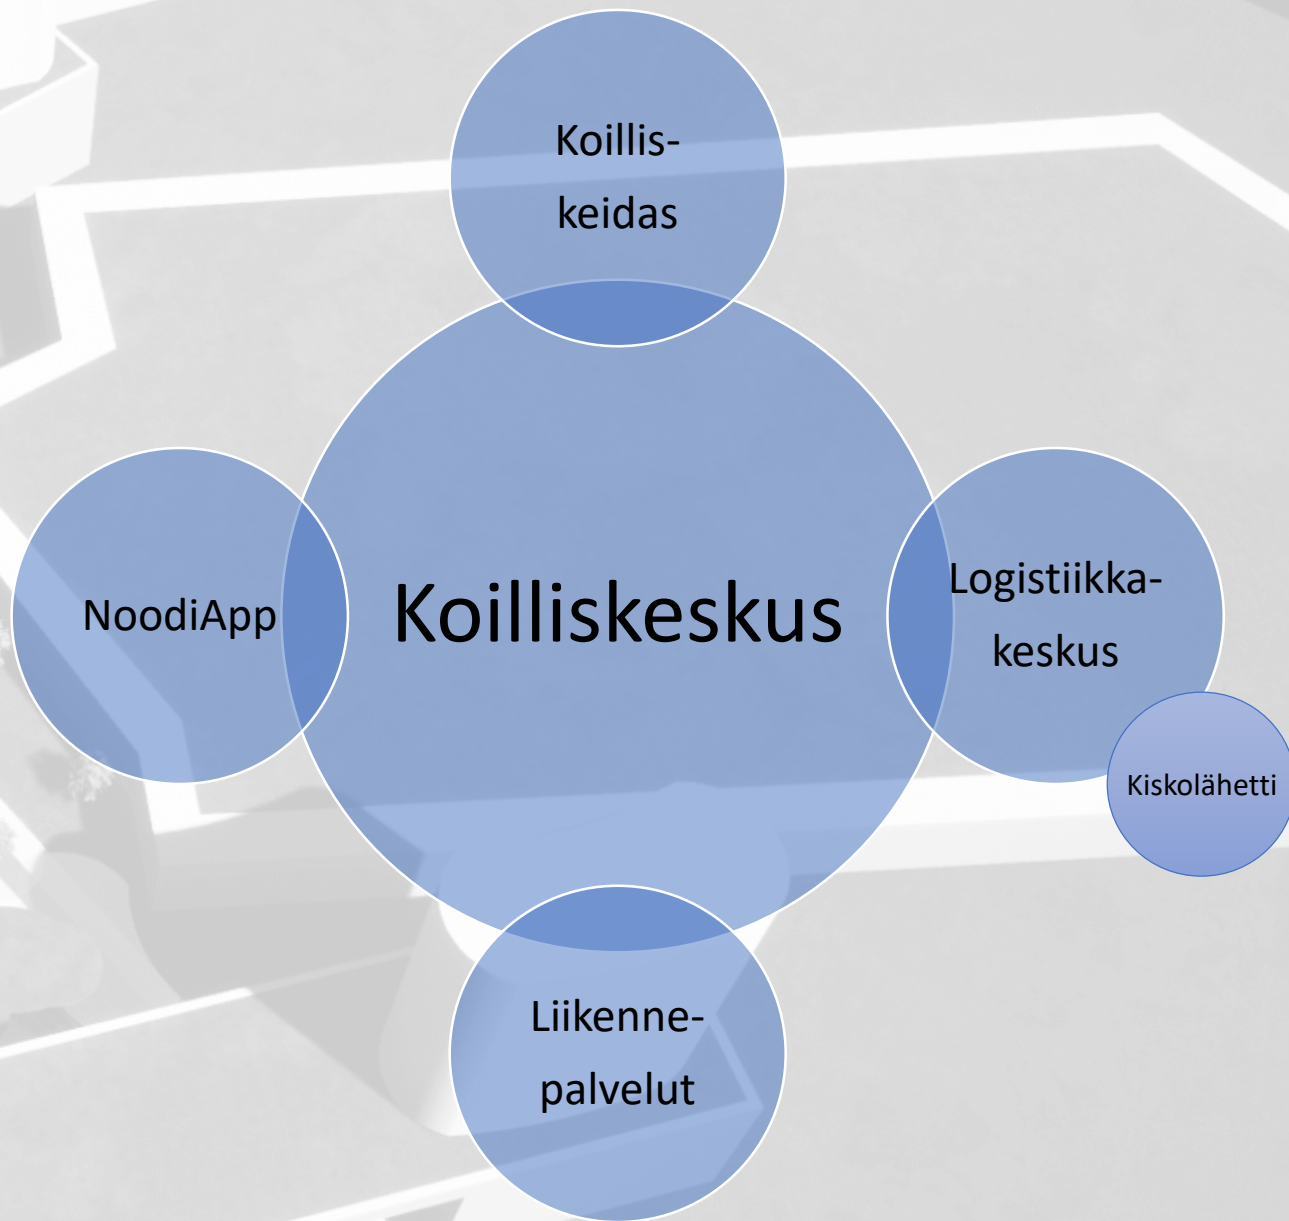 Koillis-
keidas
NoodiApp
Koilliskeskus
Logistiikka-
keskus
Kiskolähetti
Liikenne-
palvelut